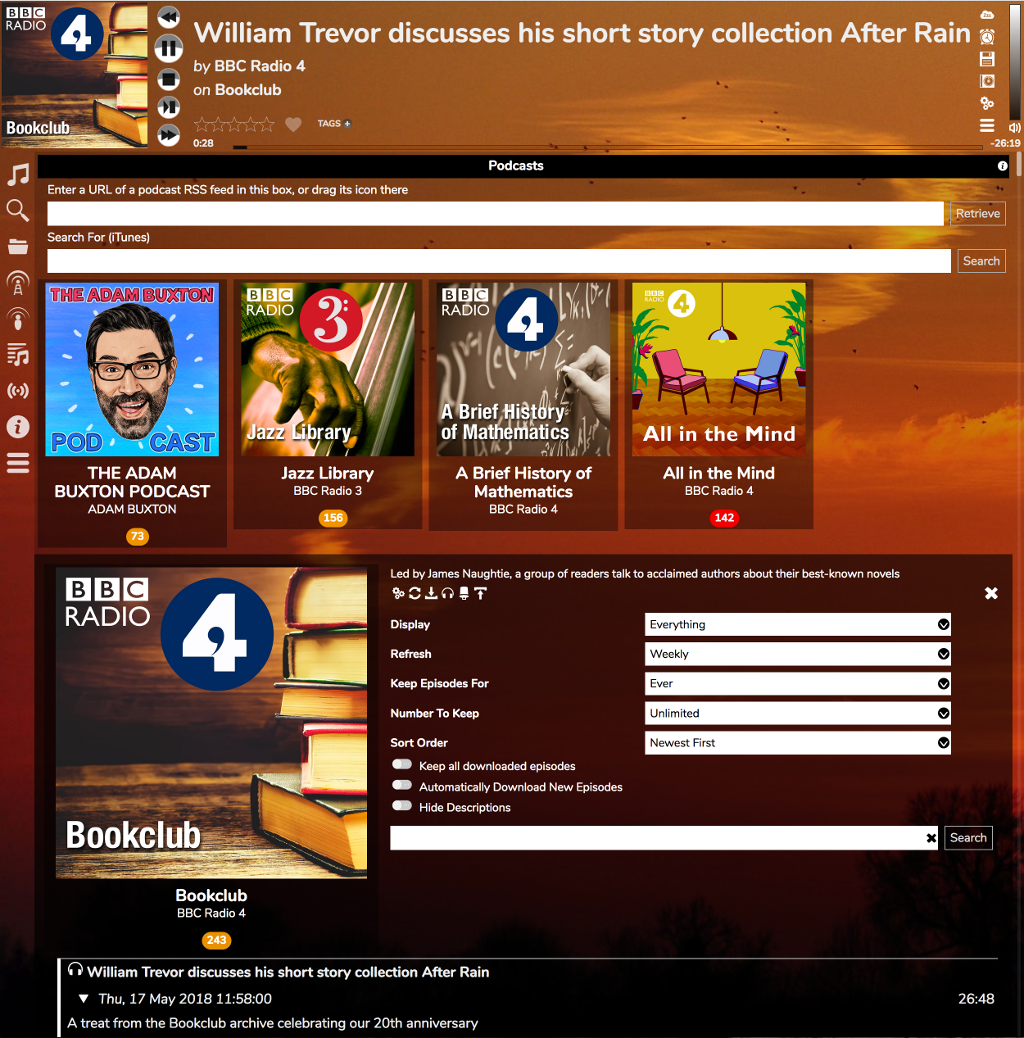 BBC
RADIO
4
Bookclub
William Trevor discusses his short story collection After Rain
by BBC Radio 4
on Bookclub
TAGS +
0:28
-26:19
Zzz
Podcasts
i
Enter a URL of a podcast RSS feed in this box, or drag its icon there
Retrieve
Search For (iTunes)
Search
THE ADAM BUXTON
PODCAST
THE ADAM
BUXTON PODCAST
ADAM BUXTON
73
BBC
RADIO
3
Jazz Library
Jazz Library
BBC Radio 3
156
BBC
RADIO
4
A Brief History
of Mathematics
A Brief History of
Mathematics
BBC Radio 4
BBC
RADIO
4
All in the Mind
All in the Mind
BBC Radio 4
142
BBC
RADIO
4
Bookclub
Bookclub
BBC Radio 4
243
Led by James Naughtie, a group of readers talk to acclaimed authors about their best-known novels
Display
Everything
Refresh
Weekly
Keep Episodes For
Ever
Number To Keep
Unlimited
Sort Order
Newest First
Keep all downloaded episodes
Automatically Download New Episodes
Hide Descriptions
Search
William Trevor discusses his short story collection After Rain
Thu, 17 May 2018 11:58:00
26:48
A treat from the Bookclub archive celebrating our 20th anniversary